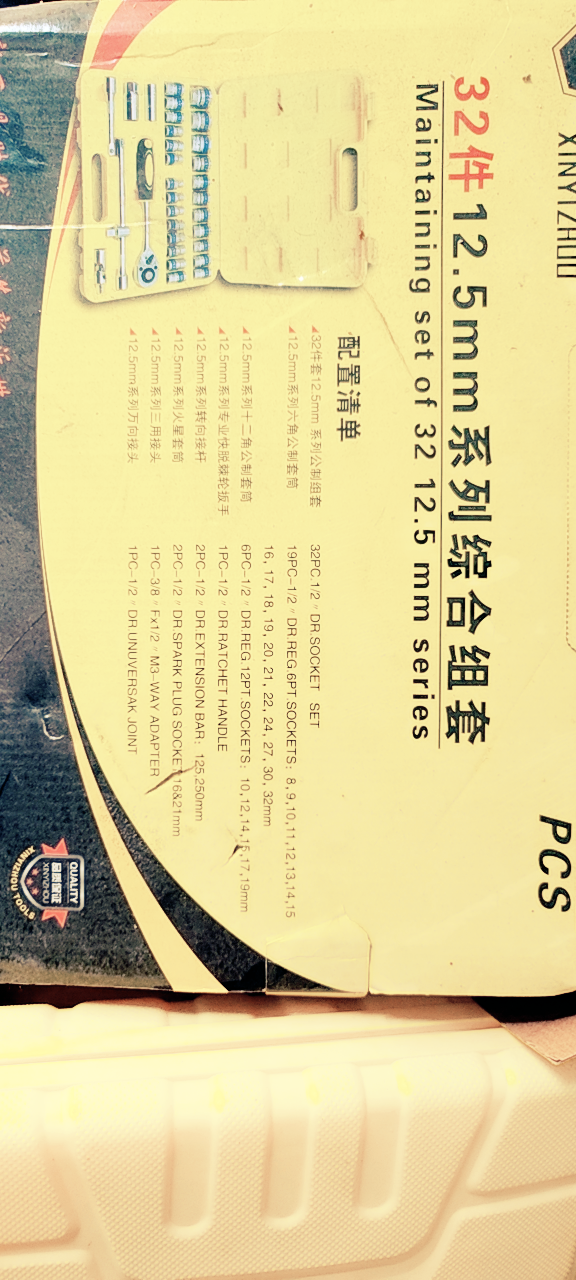 XINYIZHOU
PCS
32件12.5mm系列综合组套
Maintaining set of 32 12.5 mm series
配置清单
32件套12.5mm 系列公制组套
32PC.1/2〃DR.SOCKET SET
12.5mm系列六角公制套筒
19PC-1/2〃DR.REG.6PT.SOCKETS: 8,9,10,11,12,13,14,15
16, 17, 18, 19, 20, 21, 22, 24, 27, 30, 32mm
12.5mm系列十二角公制套筒
6PC-1/2〃DR.REG.12PT.SOCKETS: 10,12,14,15,17,19mm
12.5mm系列专业快脱棘轮扳手
1PC-1/2〃DR.RATCHET HANDLE
12.5mm系列转向接杆
2PC-1/2〃DR.EXTENSION BAR: 125,250mm
12.5mm系列火星套筒
2PC-1/2〃DR.SPARK PLUG SOCKET 16&21mm
12.5mm系列三用接头
1PC-3/8〃Fx1/2〃M3-WAY ADAPTER
12.5mm系列万向接头
1PC-1/2〃DR.UNUVERSAK JOINT
QUALITY
品质保证
XINYIZHOU